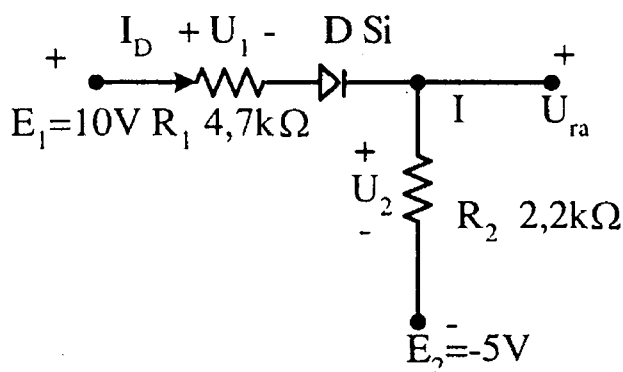 + I_D + U_1 - D Si +
E_1=10V R_1 4,7kΩ I U_ra
+
U_2 R_2 2,2kΩ
-
-
E_2=-5V